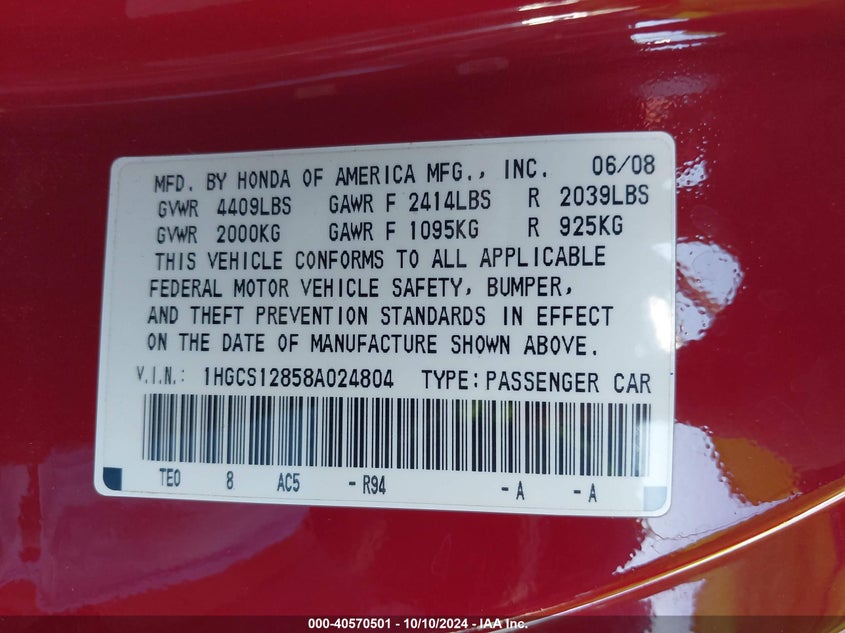 MFD. BY HONDA OF AMERICA MFG., INC. 06/08
GVWR 4409LBS GAWR F 2414LBS R 2039LBS
GVWR 2000KG GAWR F 1095KG R 925KG
THIS VEHICLE CONFORMS TO ALL APPLICABLE
FEDERAL MOTOR VEHICLE SAFETY, BUMPER,
AND THEFT PREVENTION STANDARDS IN EFFECT
ON THE DATE OF MANUFACTURE SHOWN ABOVE.
V.I.N.: 1HGCS12858A024804 TYPE: PASSENGER CAR
TE0 8 AC5 - R94 - A - A
000-40570501 - 10/10/2024 - IAA Inc.